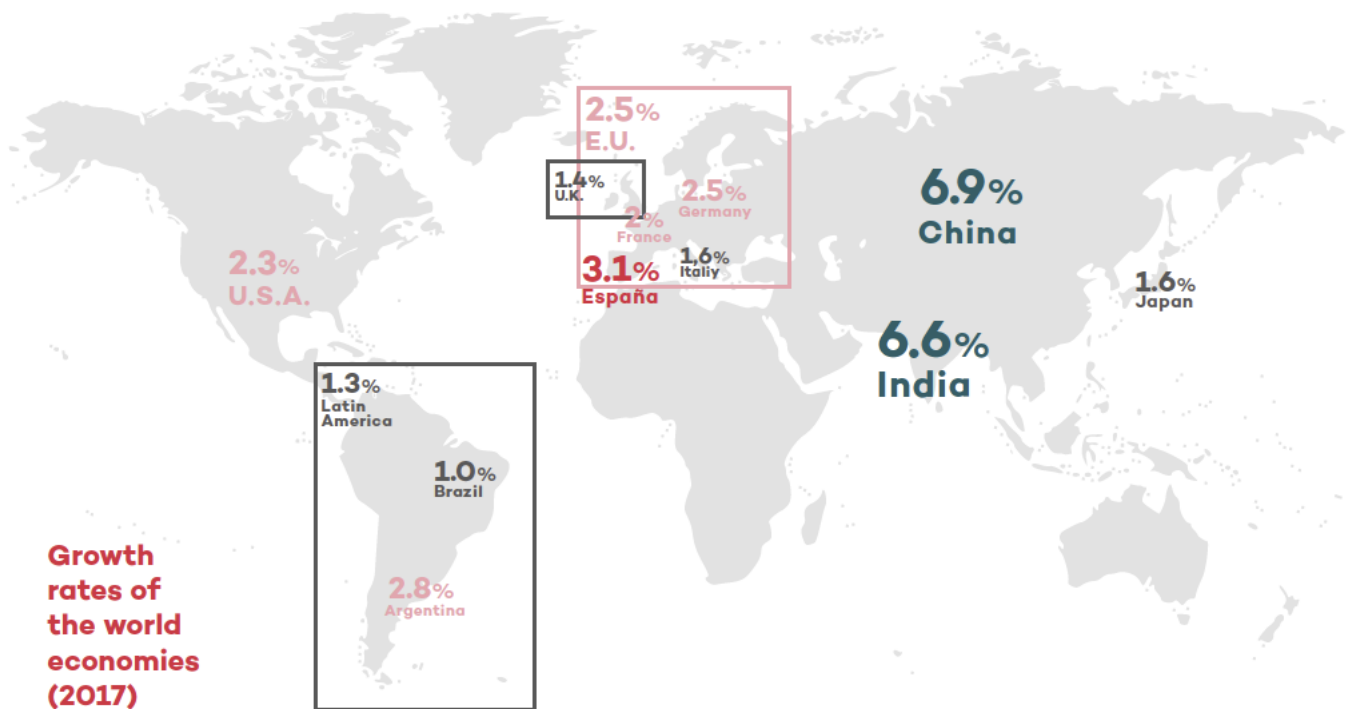 2.5%
E.U.
1.4%
U.K.
2.5%
Germany
2%
France
3.1%
España
1,6%
Italiy
6.9%
China
2.3%
U.S.A.
1.6%
Japan
6.6%
India
1.3%
Latin
America
1.0%
Brazil
2.8%
Argentina
Growth
rates of
the world
economies
(2017)